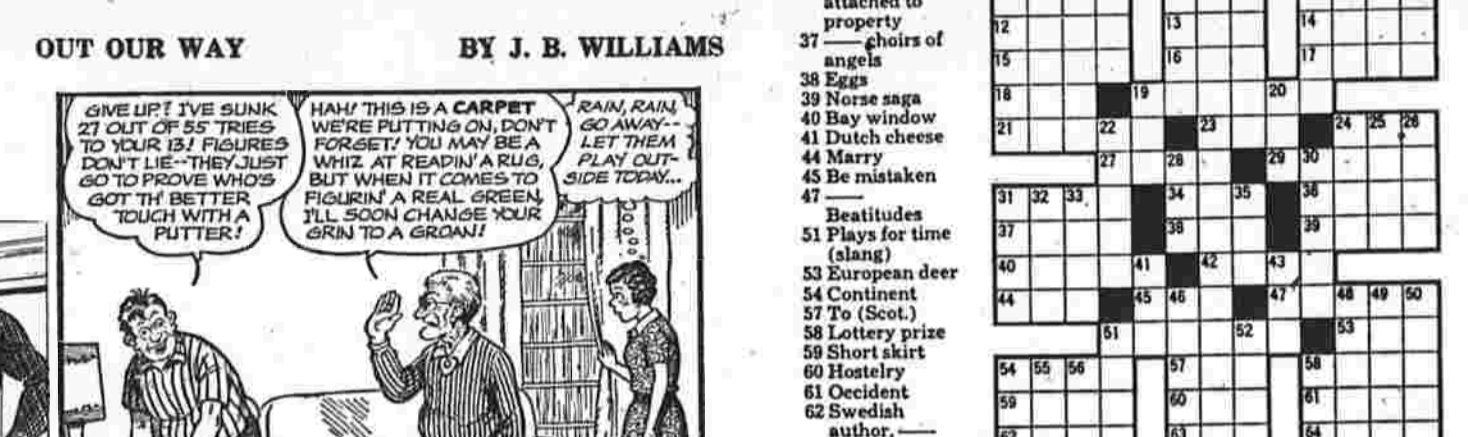 OUT OUR WAY
BY J. B. WILLIAMS
GIVE UP? I'VE SUNK
27 OUT OF 55 TRIES
TO YOUR 13! FIGURES
DON'T LIE--THEY JUST
GO TO PROVE WHO'S
GOT TH' BETTER
TOUCH WITH A
PUTTER!
HAH! THIS IS A CARPET
WE'RE PUTTING ON, DON'T
FORGET! YOU MAY BE A
WHIZ AT READIN' A RUG,
BUT WHEN IT COMES TO
FIGURIN' A REAL GREEN,
I'LL SOON CHANGE YOUR
GRIN TO A GROAN!
RAIN, RAIN,
GO AWAY--
LET THEM
PLAY OUT-
SIDE TODAY...
attached to
property
37 — choirs of
angels
38 Eggs
39 Norse saga
40 Bay window
41 Dutch cheese
44 Marry
45 Be mistaken
47 —
Beatitudes
51 Plays for time
(slang)
53 European deer
54 Continent
57 To (Scot.)
58 Lottery prize
59 Short skirt
60 Hostelry
61 Occident
62 Swedish
author, —
12 13 14
15 16 17
18 19 20
21 22 23 24 25 26
27 28 29 30
31 32 33 34 35 36
37 38 39
40 41 42 43
44 45 46 47 48 49 50
51 52 53
54 55 56 57 58
59 60 61
62 63 64